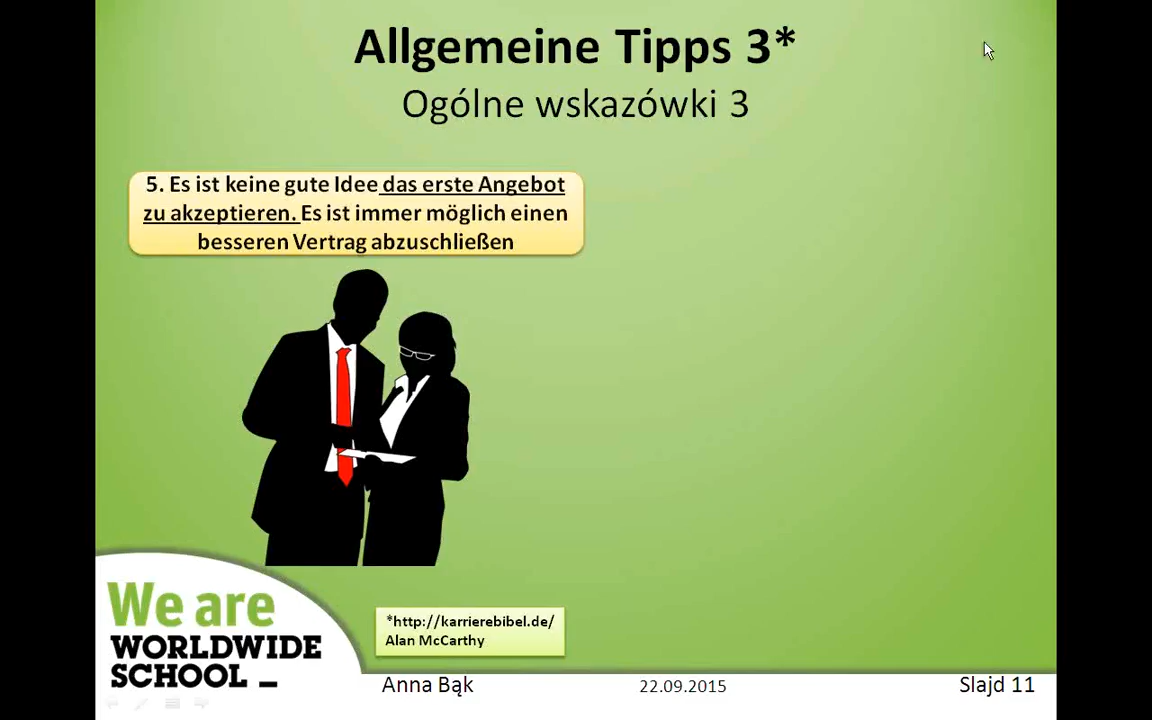 Allgemeine Tipps 3*
Ogólne wskazówki 3
5. Es ist keine gute Idee das erste Angebot
zu akzeptieren. Es ist immer möglich einen
besseren Vertrag abzuschließen
We are
WORLDWIDE
SCHOOL _
*http://karrierebibel.de/
Alan McCarthy
Anna Bąk
22.09.2015
Slajd 11